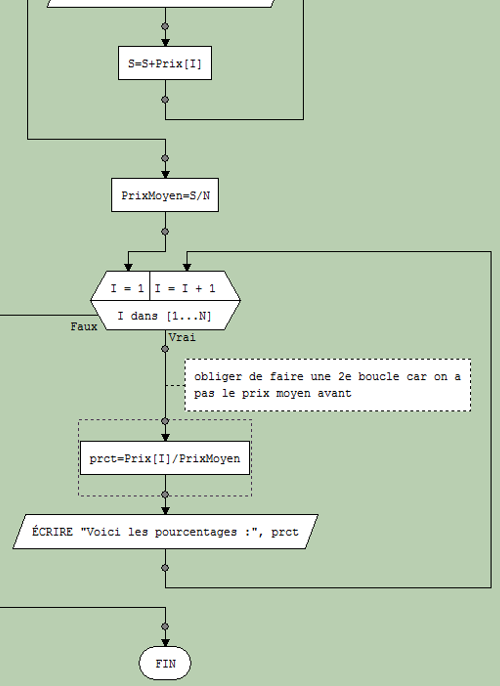 S=S+Prix[I]
PrixMoyen=S/N
I = 1 I = I + 1
I dans [1...N]
Faux
Vrai
obliger de faire une 2e boucle car on a
pas le prix moyen avant
prct=Prix[I]/PrixMoyen
ÉCRIRE "Voici les pourcentages :", prct
FIN